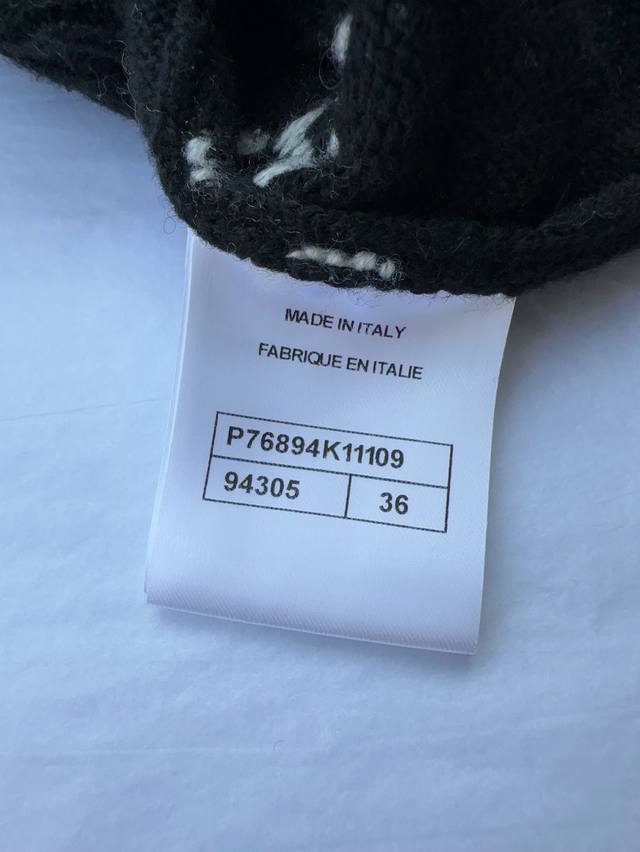 MADE IN ITALY
FABRIQUE EN ITALIE
P76894K11109
94305 36